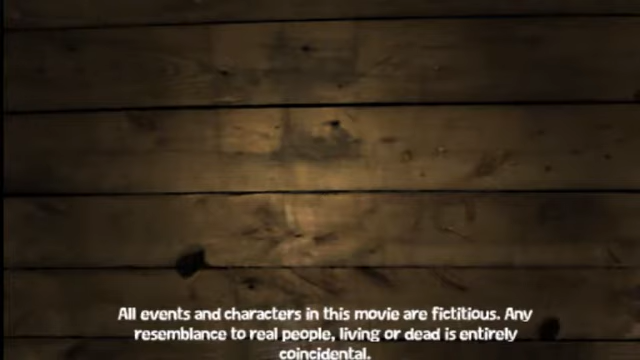 All events and characters in this movie are fictitious. Any
resemblance to real people, living or dead is entirely
coincidental.